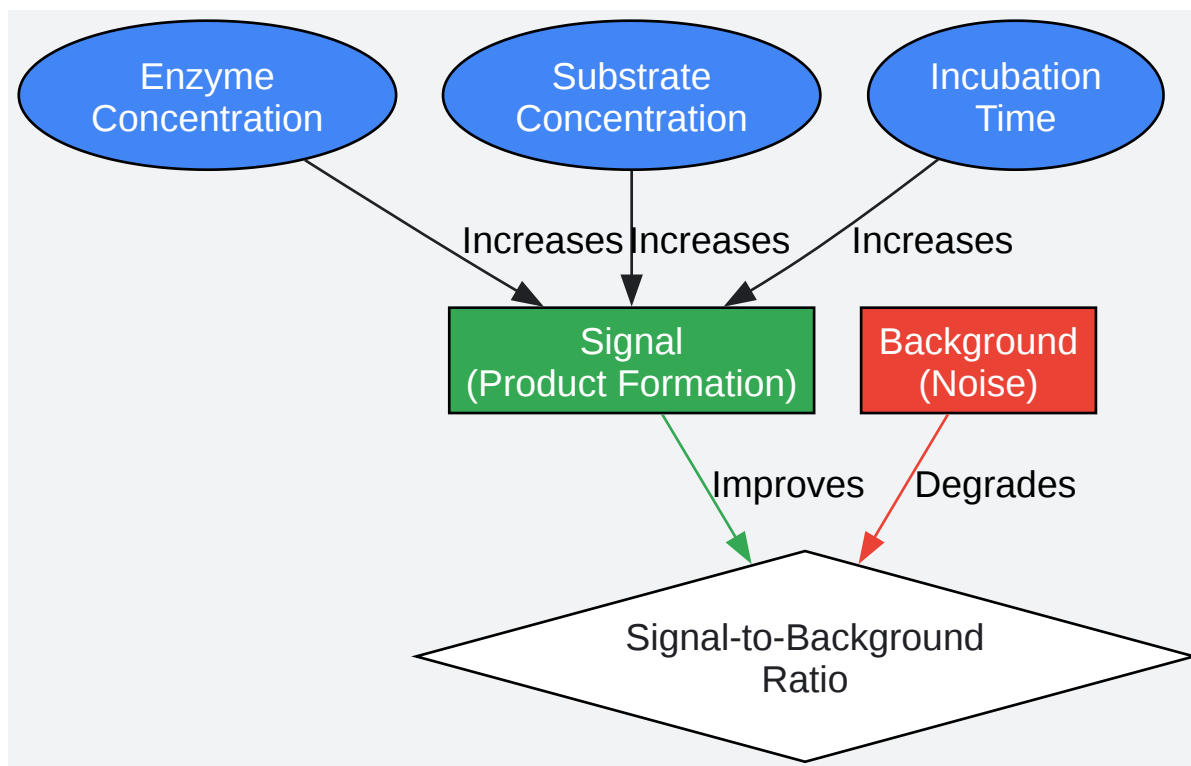 Enzyme
Concentration
Substrate
Concentration
Incubation
Time
Increases
Increases
Increases
Signal
(Product Formation)
Background
(Noise)
Improves
Degrades
Signal-to-Background
Ratio